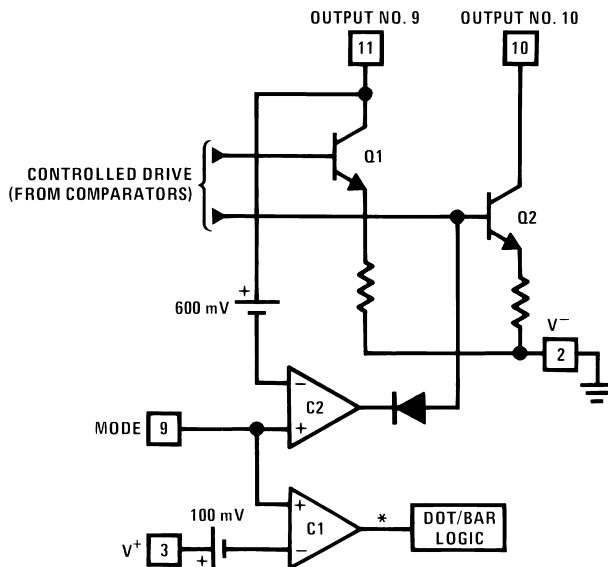 OUTPUT NO. 9
OUTPUT NO. 10
11
10
Q1
CONTROLLED DRIVE
(FROM COMPARATORS)
Q2
+
600 mV
V−
2
−
C2
+
MODE 9
100 mV
+
C1
*
DOT/BAR
LOGIC
−
V+ 3
+